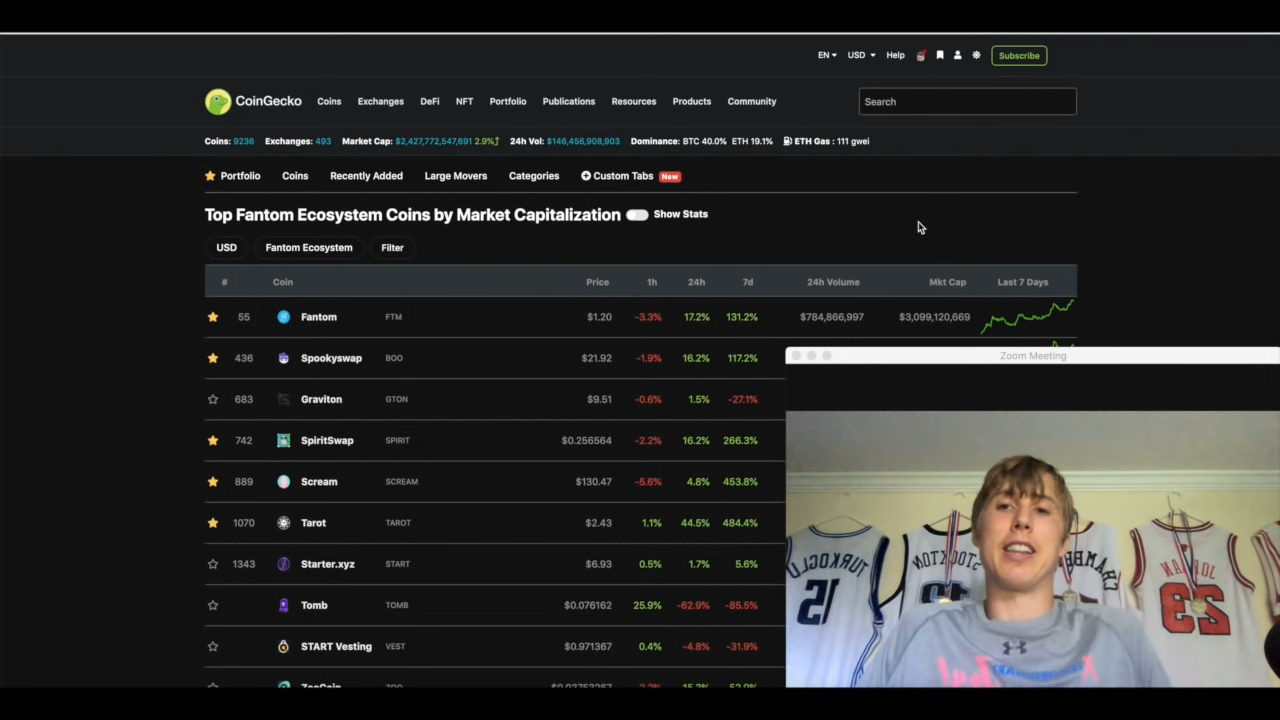 EN USD Help Subscribe
CoinGecko Coins Exchanges DeFi NFT Portfolio Publications Resources Products Community Search
Coins: 9236 Exchanges: 493 Market Cap: $2,427,772,547,691 2.9% 24h Vol: $146,456,908,903 Dominance: BTC 40.0% ETH 19.1% ETH Gas : 111 gwei
Portfolio Coins Recently Added Large Movers Categories Custom Tabs New
Top Fantom Ecosystem Coins by Market Capitalization Show Stats
USD Fantom Ecosystem Filter
# Coin Price 1h 24h 7d 24h Volume Mkt Cap Last 7 Days
55 Fantom FTM $1.20 -3.3% 17.2% 131.2% $784,866,997 $3,099,120,669
436 Spookyswap BOO $21.92 -1.9% 16.2% 117.2%
Zoom Meeting
683 Graviton GTON $9.51 -0.6% 1.5% -27.1%
742 SpiritSwap SPIRIT $0.256564 -2.2% 16.2% 266.3%
889 Scream SCREAM $130.47 -5.6% 4.8% 453.8%
1070 Tarot TAROT $2.43 1.1% 44.5% 484.4%
1343 Starter.xyz START $6.93 0.5% 1.7% 5.6%
Tomb TOMB $0.076162 25.9% -62.9% -85.5%
START Vesting VEST $0.971367 0.4% -4.8% -31.9%
TURKOGLU
15
STOCKTON
12
CHAMBE
23